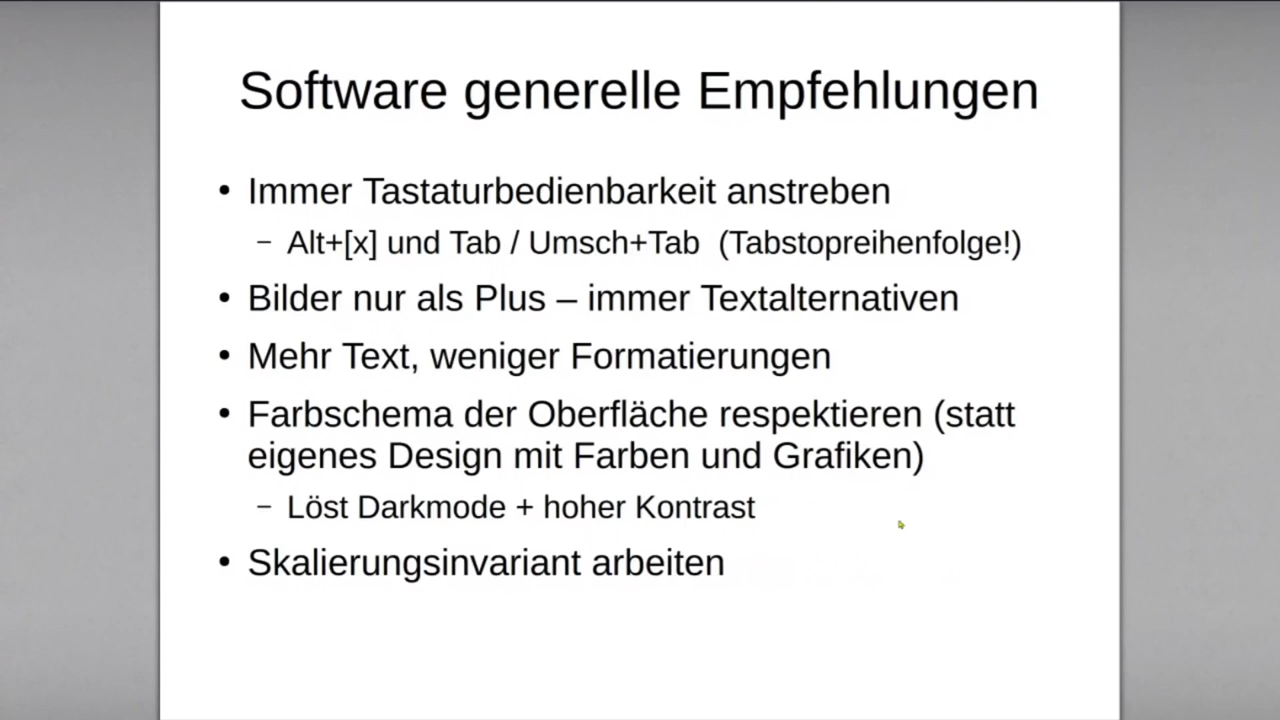 Software generelle Empfehlungen
• Immer Tastaturbedienbarkeit anstreben
– Alt+[x] und Tab / Umsch+Tab (Tabstopreihenfolge!)
• Bilder nur als Plus – immer Textalternativen
• Mehr Text, weniger Formatierungen
• Farbschema der Oberfläche respektieren (statt
eigenes Design mit Farben und Grafiken)
– Löst Darkmode + hoher Kontrast
• Skalierungsinvariant arbeiten